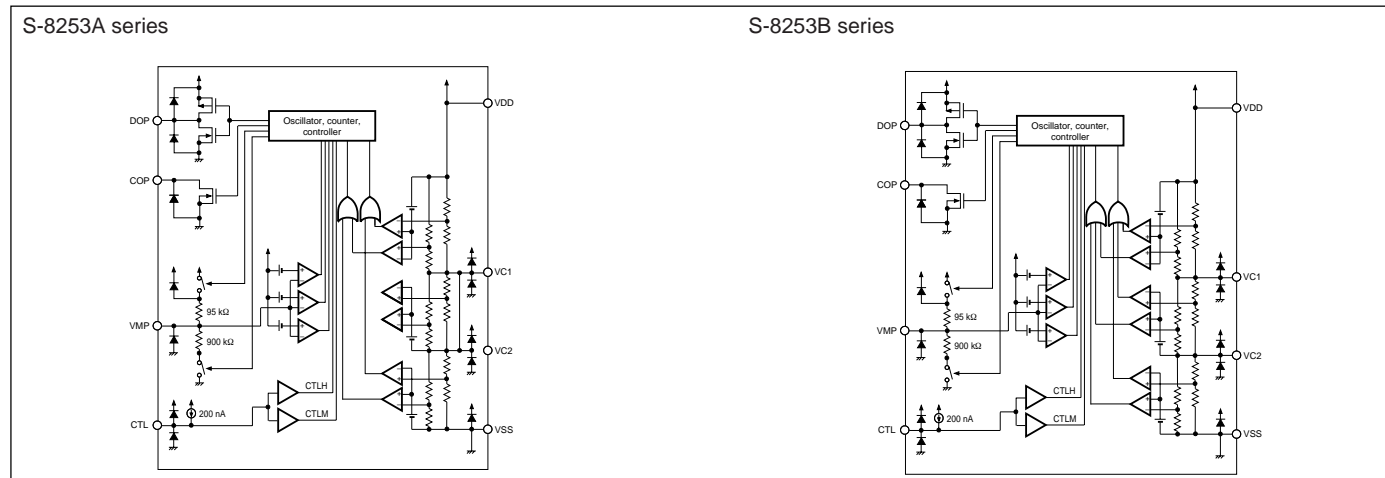 S-8253A series
S-8253B series
VDD
DOP
Oscillator, counter,
controller
COP
VC1
95 kΩ
VMP
900 kΩ
VC2
CTLH
200 nA
CTLM
CTL
VSS
VDD
DOP
Oscillator, counter,
controller
COP
VC1
95 kΩ
VMP
900 kΩ
VC2
CTLH
200 nA
CTLM
CTL
VSS